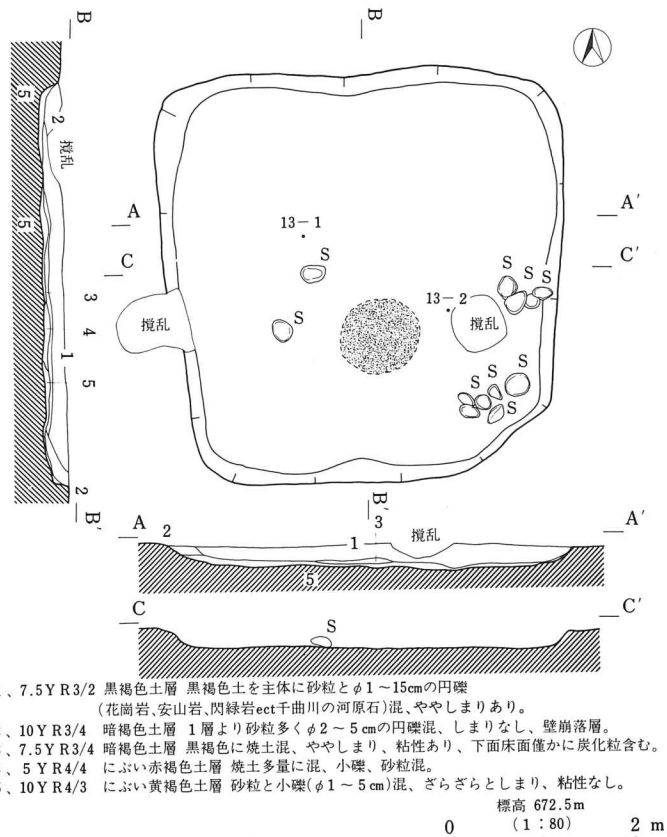 B
B
5
2
攪乱
5
3
4
1
5
2
B′
A
A′
C
C′
13-1
S
S
13-2
S
S
S
攪乱
攪乱
S
S
S
S
B′
A
2
3
1
攪乱
A′
5
C
S
C′
、7.5YR3/2 黒褐色土層 黒褐色土を主体に砂粒とφ1~15cmの円礫
(花崗岩、安山岩、閃緑岩ect千曲川の河原石)混、ややしまりあり。
、10YR3/4 暗褐色土層 1層より砂粒多くφ2~5cmの円礫混、しまりなし、壁崩落層。
、7.5YR3/4 暗褐色土層 黒褐色に焼土混、ややしまり、粘性あり、下面床面僅かに炭化粒含む。
、5YR4/4 にぶい赤褐色土層 焼土多量に混、小礫、砂粒混。
、10YR4/3 にぶい黄褐色土層 砂粒と小礫(φ1~5cm)混、ざらざらとしまり、粘性なし。
標高 672.5m
0 (1:80) 2m